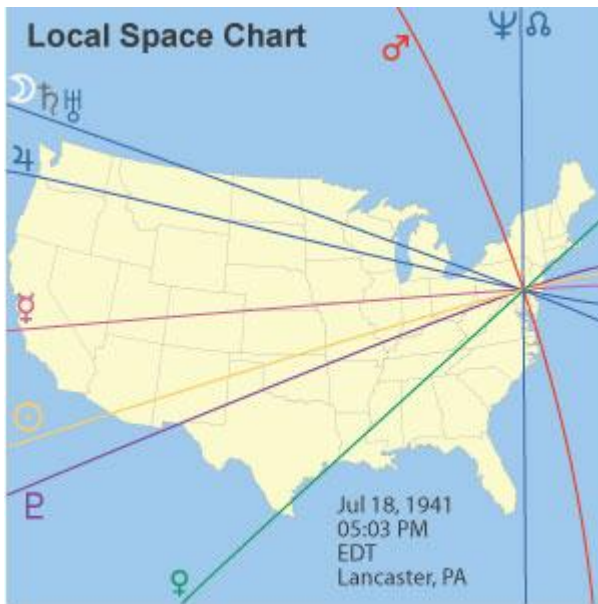 Local Space Chart
♂ ♆ ☊
☽ ♄ ♅
♃
☿
☉
♇
♀
Jul 18, 1941
05:03 PM
EDT
Lancaster, PA